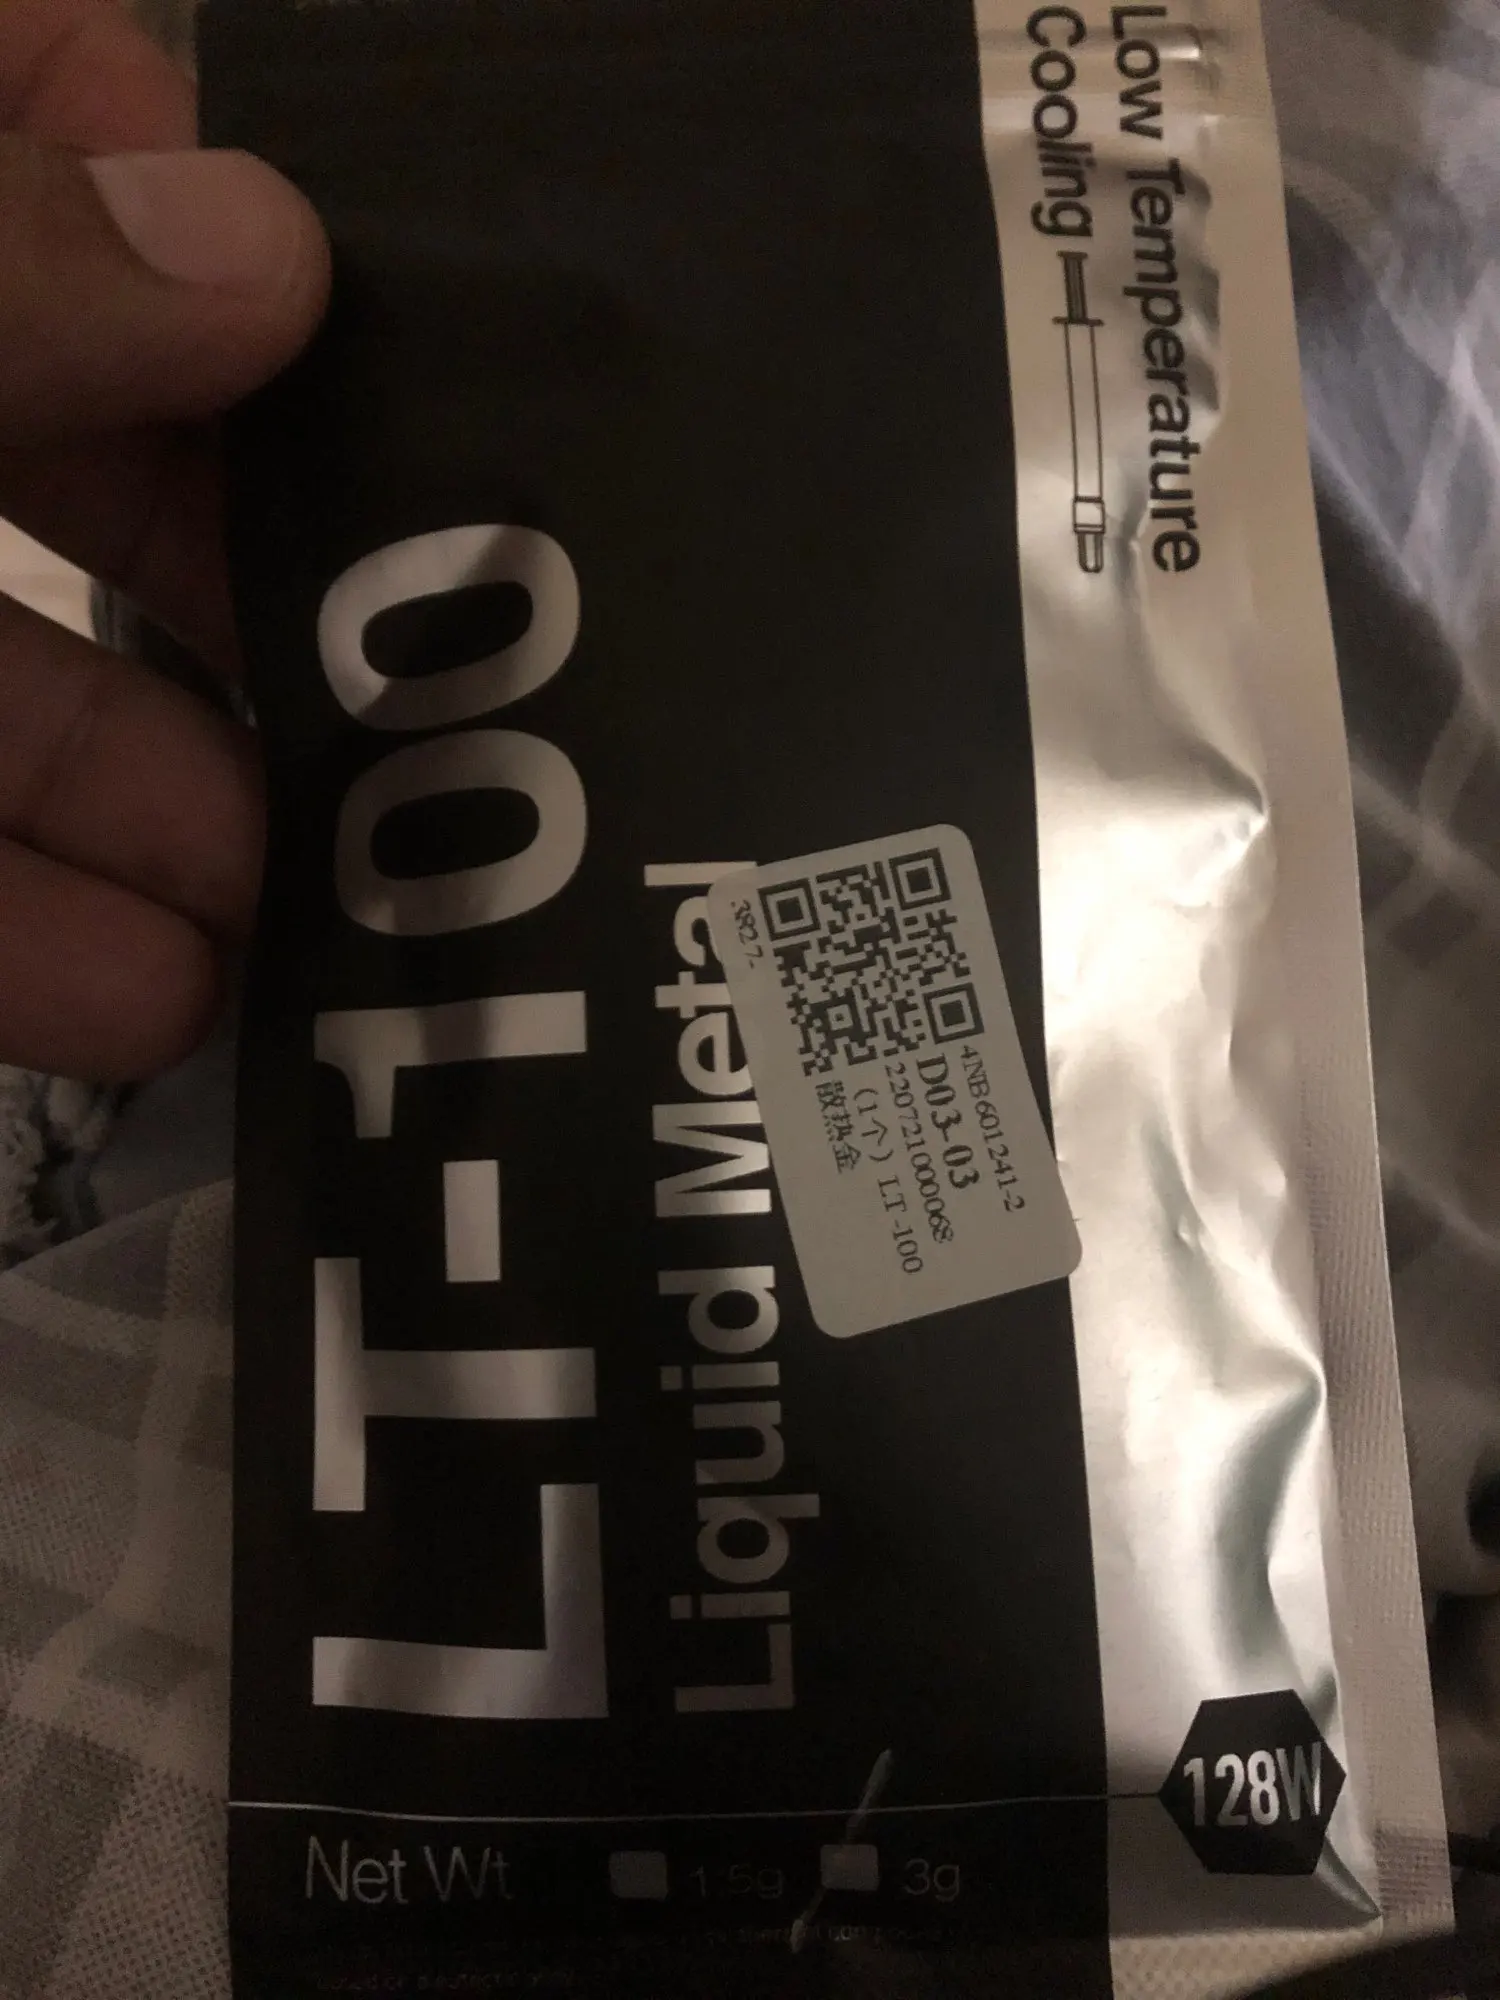 Low Temperature
Cooling
LT-100
Liquid Metal
4NB601241-2
D03-03
220721000068
(1个) LT-100
散热金
.3827-
128W
Net Wt 1.5g 3g